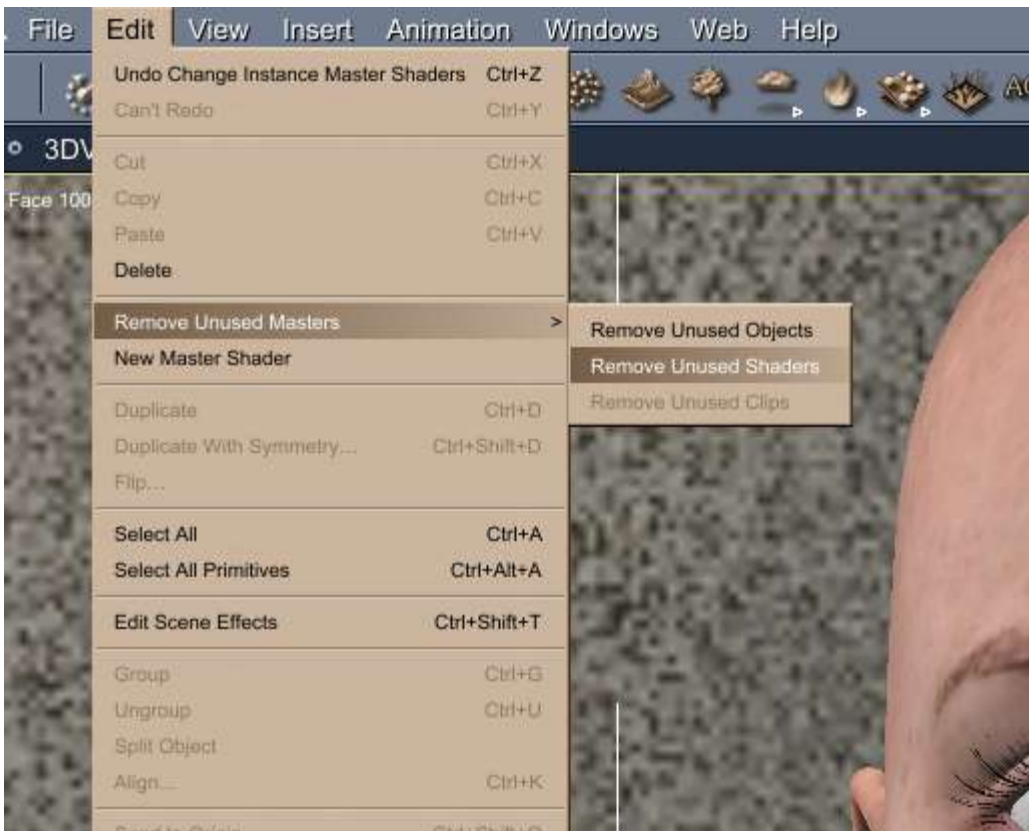 File Edit View Insert Animation Windows Web Help
3DV
Face 100
Undo Change Instance Master Shaders Ctrl+Z
Can't Redo Ctrl+Y
Cut Ctrl+X
Copy Ctrl+C
Paste Ctrl+V
Delete
Remove Unused Masters >
New Master Shader
Remove Unused Objects
Remove Unused Shaders
Remove Unused Clips
Duplicate Ctrl+D
Duplicate With Symmetry... Ctrl+Shift+D
Flip...
Select All Ctrl+A
Select All Primitives Ctrl+Alt+A
Edit Scene Effects Ctrl+Shift+T
Group Ctrl+G
Ungroup Ctrl+U
Split Object
Align... Ctrl+K